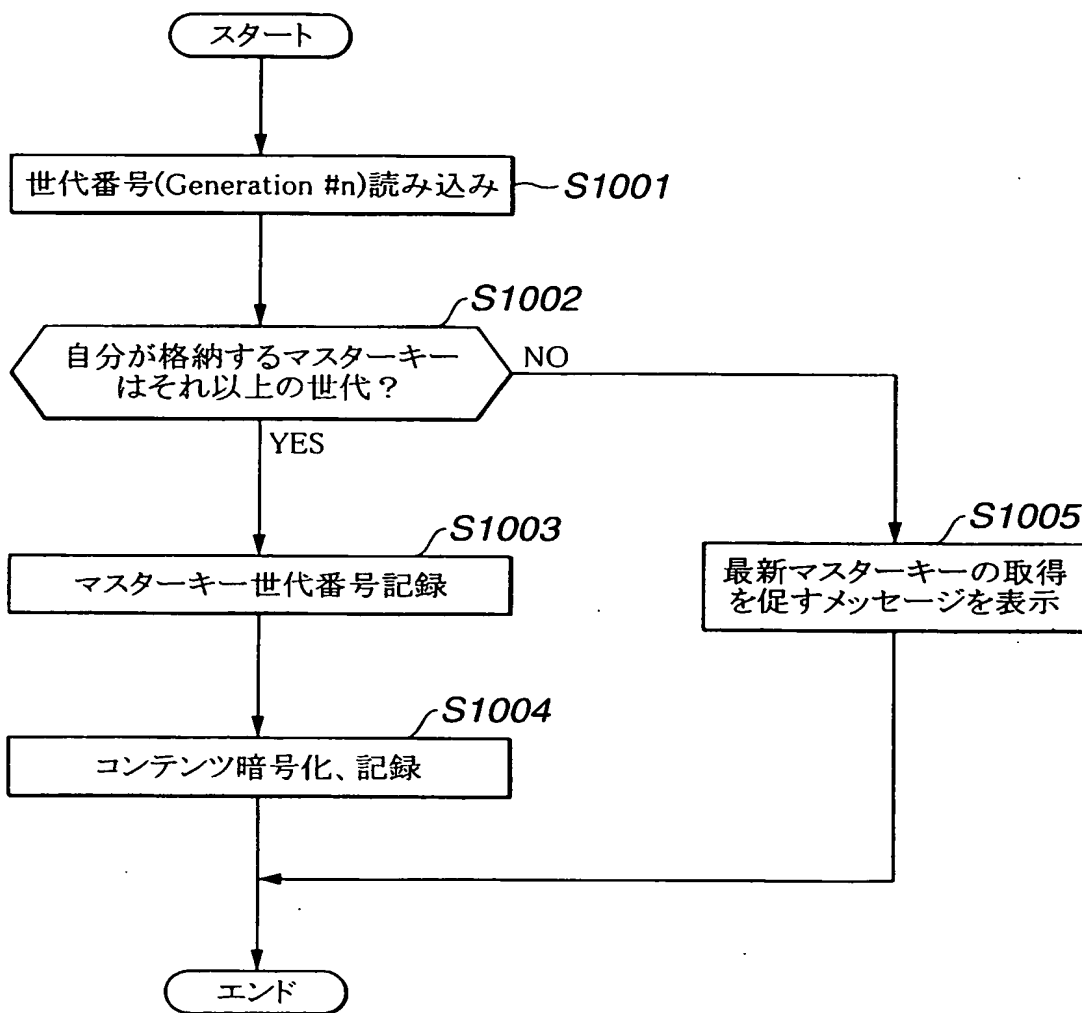 スタート
世代番号(Generation #n)読み込み
S1001
S1002
自分が格納するマスターキー
はそれ以上の世代？
NO
YES
S1003
マスターキー世代番号記録
S1005
最新マスターキーの取得
を促すメッセージを表示
S1004
コンテンツ暗号化、記録
エンド